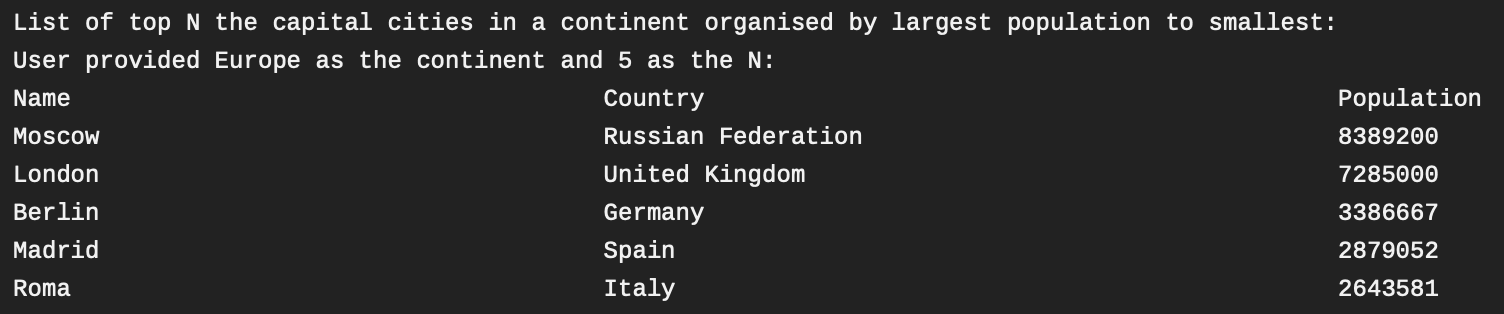 List of top N the capital cities in a continent organised by largest population to smallest:
User provided Europe as the continent and 5 as the N:
Name Country Population
Moscow Russian Federation 8389200
London United Kingdom 7285000
Berlin Germany 3386667
Madrid Spain 2879052
Roma Italy 2643581